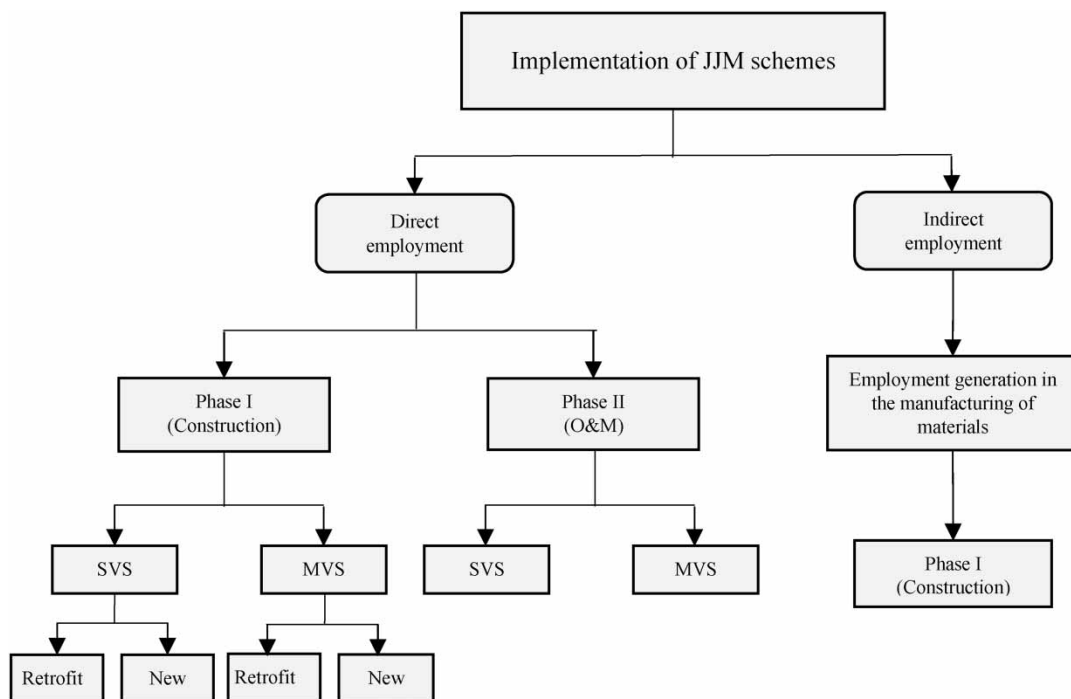 Implementation of JJM schemes
Direct
employment
Indirect
employment
Phase I
(Construction)
Phase II
(O&M)
Employment generation in
the manufacturing of
materials
SVS
MVS
SVS
MVS
Phase I
(Construction)
Retrofit
New
Retrofit
New